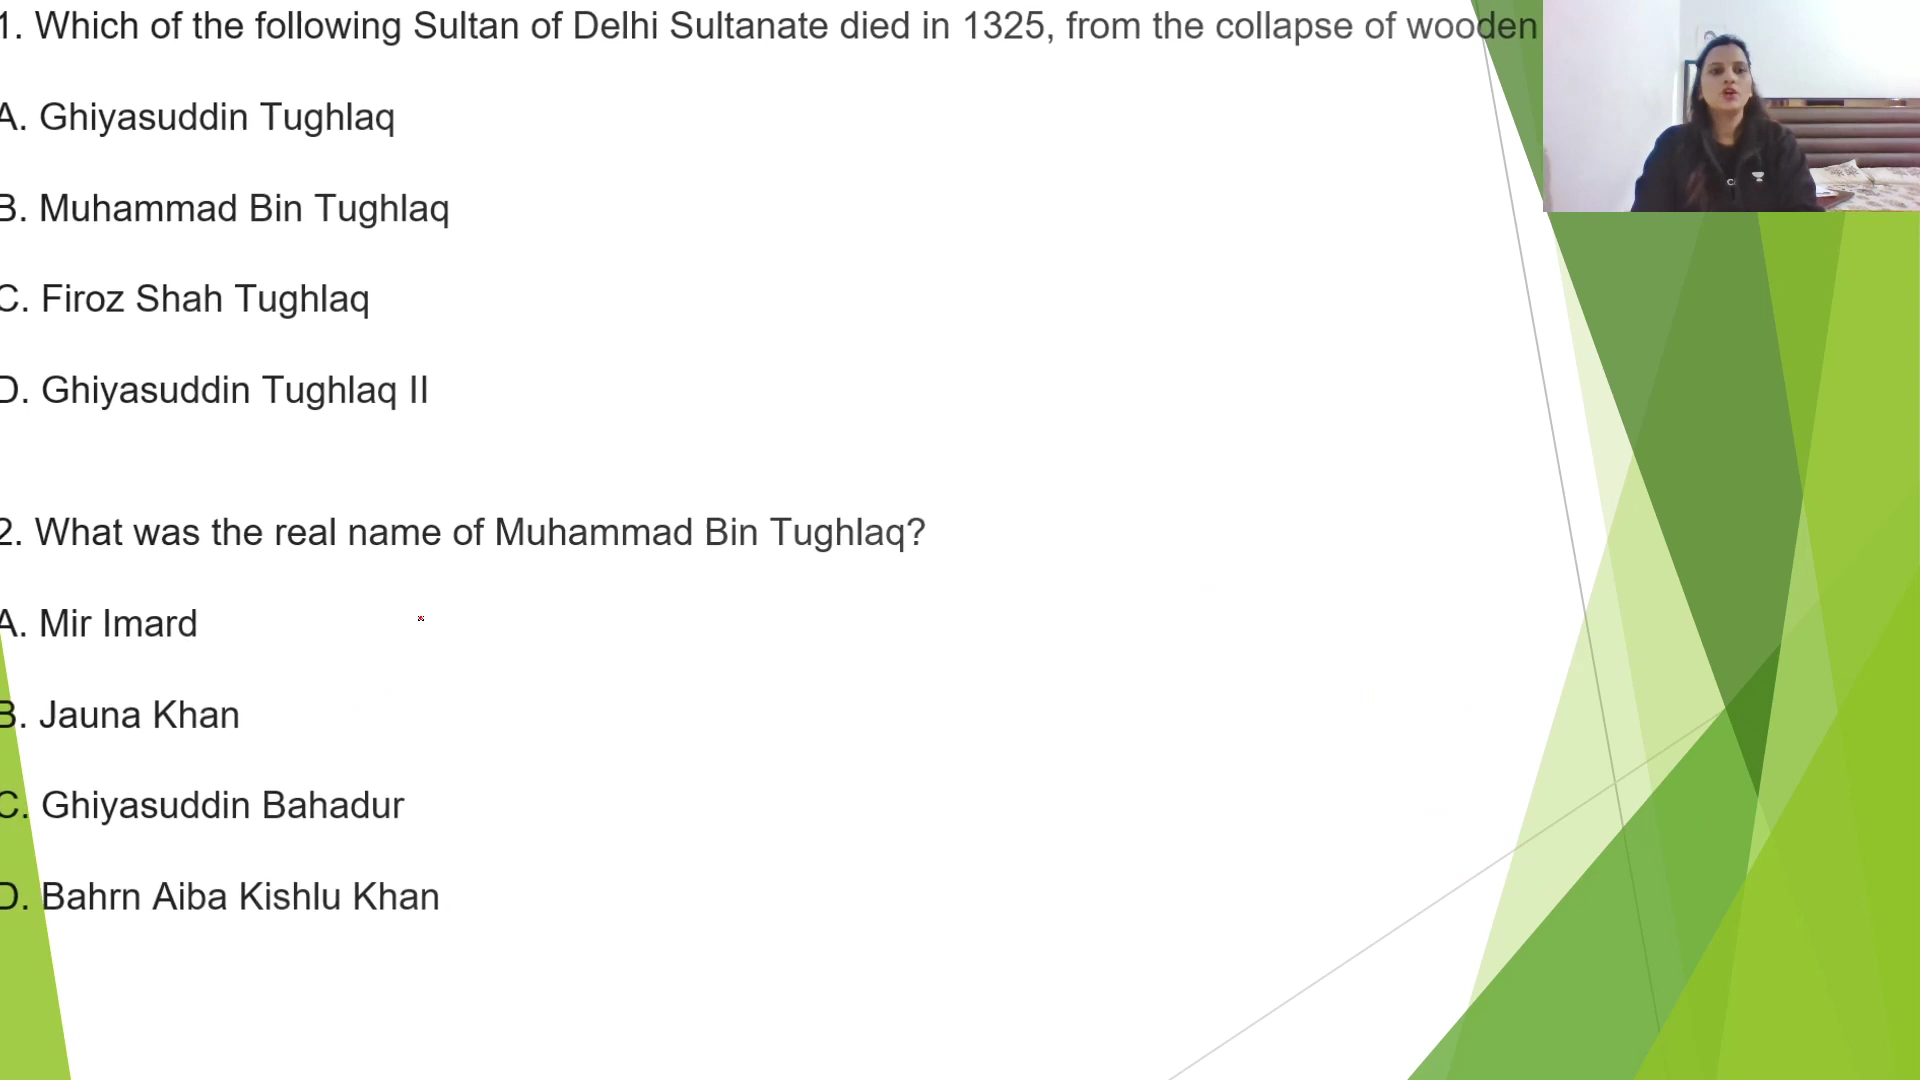 1. Which of the following Sultan of Delhi Sultanate died in 1325, from the collapse of wooden
A. Ghiyasuddin Tughlaq
B. Muhammad Bin Tughlaq
C. Firoz Shah Tughlaq
D. Ghiyasuddin Tughlaq II
2. What was the real name of Muhammad Bin Tughlaq?
A. Mir Imard
B. Jauna Khan
C. Ghiyasuddin Bahadur
D. Bahrn Aiba Kishlu Khan